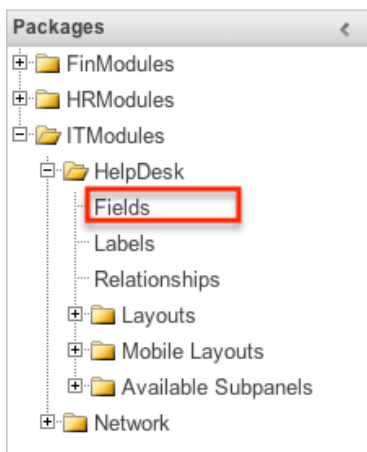 Packages
FinModules
HRModules
ITModules
HelpDesk
Fields
Labels
Relationships
Layouts
Mobile Layouts
Available Subpanels
Network